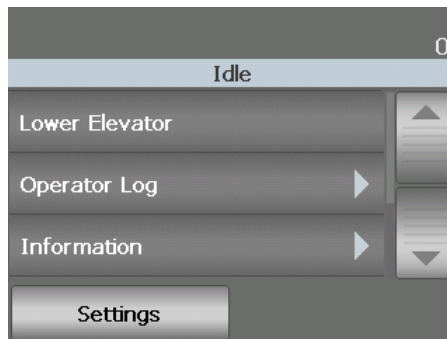 0
Idle
Lower Elevator
Operator Log
Information
Settings